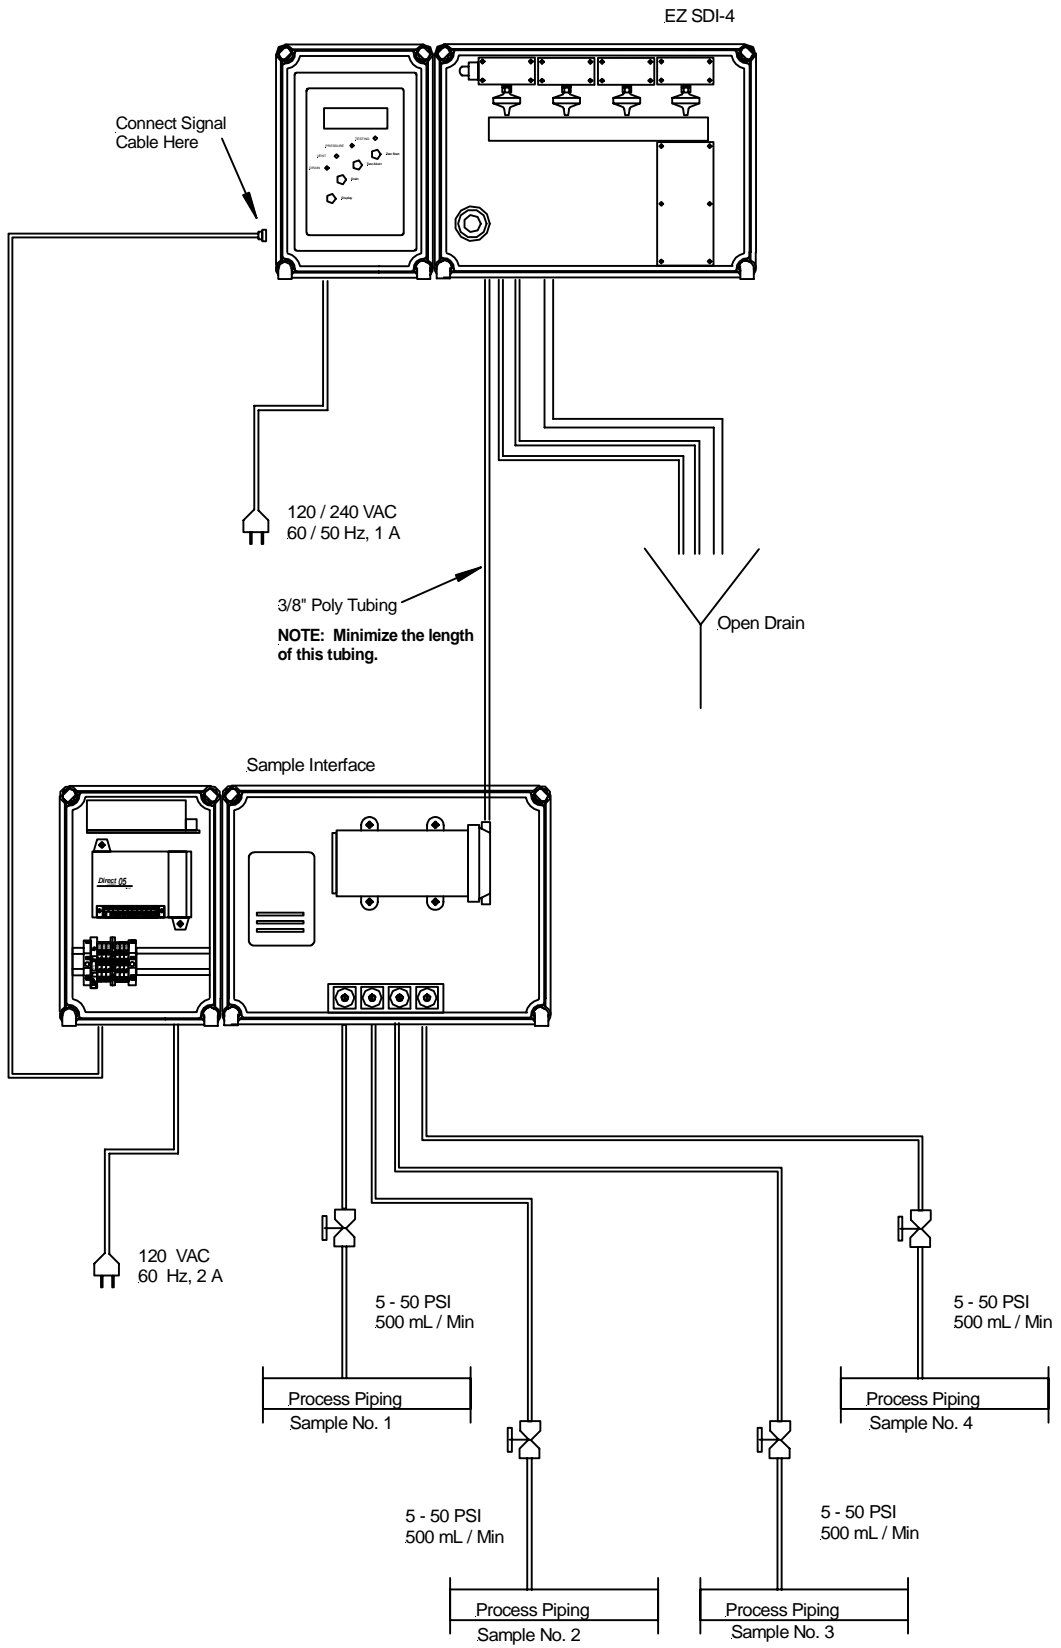 EZ SDI-4
Connect Signal
Cable Here
TESTING
PRESSURE
VENT
DRAIN
120 / 240 VAC
60 / 50 Hz, 1 A
3/8" Poly Tubing
NOTE: Minimize the length
of this tubing.
Open Drain
Sample Interface
Direct 05
120 VAC
60 Hz, 2 A
5 - 50 PSI
500 mL / Min
5 - 50 PSI
500 mL / Min
Process Piping
Sample No. 1
Process Piping
Sample No. 4
5 - 50 PSI
500 mL / Min
5 - 50 PSI
500 mL / Min
Process Piping
Sample No. 2
Process Piping
Sample No. 3